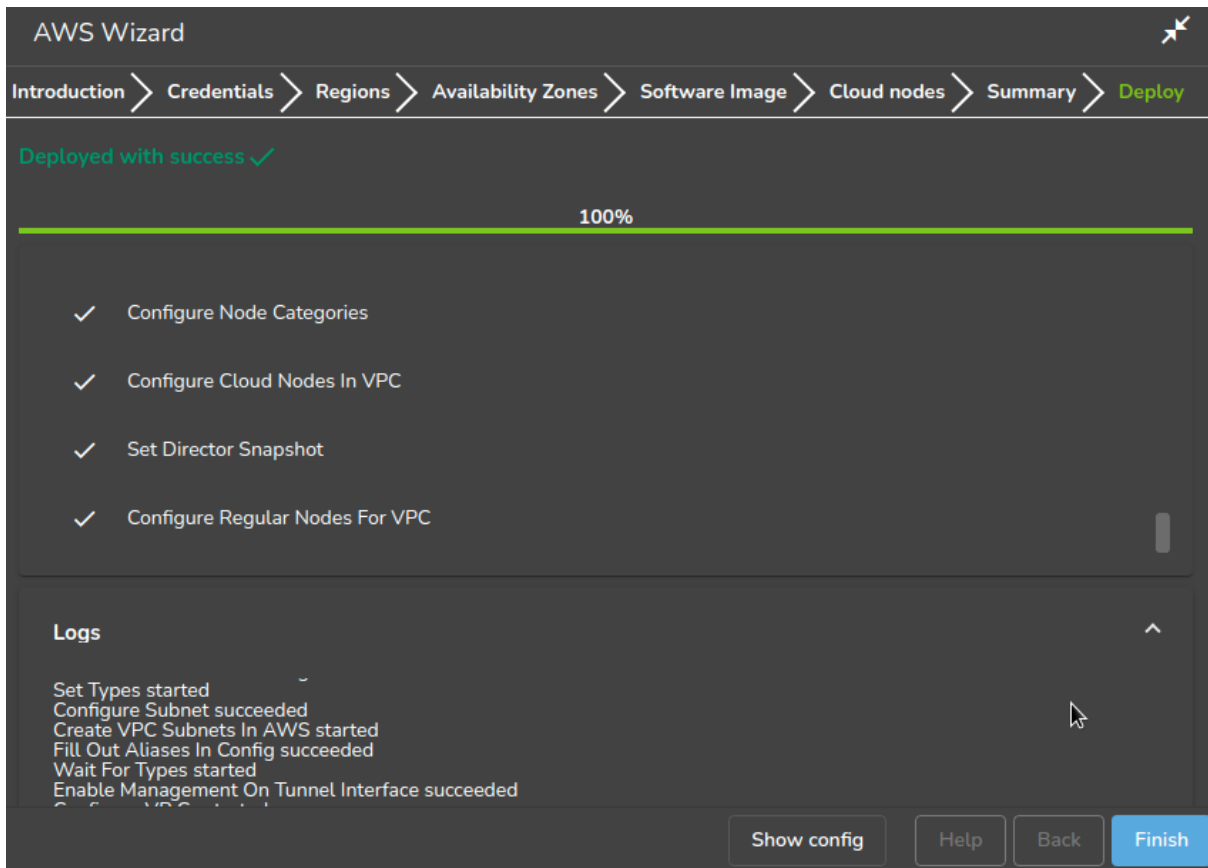 AWS Wizard
Introduction Credentials Regions Availability Zones Software Image Cloud nodes Summary Deploy
Deployed with success
100%
Configure Node Categories
Configure Cloud Nodes In VPC
Set Director Snapshot
Configure Regular Nodes For VPC
Logs
Set Types started
Configure Subnet succeeded
Create VPC Subnets In AWS started
Fill Out Aliases In Config succeeded
Wait For Types started
Enable Management On Tunnel Interface succeeded
Show config Help Back Finish